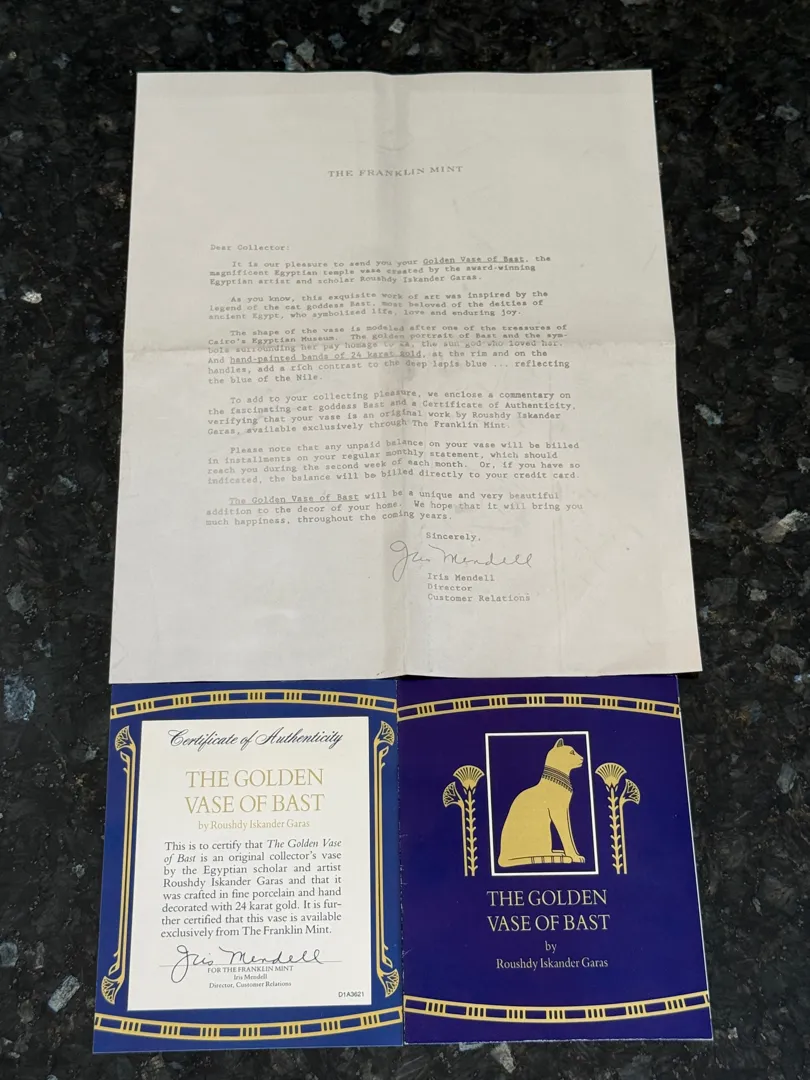 THE FRANKLIN MINT
Dear Collector:
It is our pleasure to send you your Golden Vase of Bast, the
magnificent Egyptian temple vase created by the award-winning
Egyptian artist and scholar Roushdy Iskander Garas.
As you know, this exquisite work of art was inspired by the
legend of the cat goddess Bast, most beloved of the deities of
ancient Egypt, who symbolized life, love and enduring joy.
The shape of the vase is modeled after one of the treasures of
Cairo's Egyptian Museum. The golden portrait of Bast and the sym-
bols surrounding her pay homage to Ra, the sun god who loved her.
And hand-painted bands of 24 karat gold, at the rim and on the
handles, add a rich contrast to the deep lapis blue ... reflecting
the blue of the Nile.
To add to your collecting pleasure, we enclose a commentary on
the fascinating cat goddess Bast and a Certificate of Authenticity,
verifying that your vase is an original work by Roushdy Iskander
Garas, available exclusively through The Franklin Mint.
Please note that any unpaid balance on your vase will be billed
in installments on your regular monthly statement, which should
reach you during the second week of each month. Or, if you have so
indicated, the balance will be billed directly to your credit card.
The Golden Vase of Bast will be a unique and very beautiful
addition to the decor of your home. We hope that it will bring you
much happiness, throughout the coming years.
Sincerely,
Iris Mendell
Iris Mendell
Director
Customer Relations
Certificate of Authenticity
THE GOLDEN
VASE OF BAST
by Roushdy Iskander Garas
This is to certify that The Golden Vase
of Bast is an original collector's vase
by the Egyptian scholar and artist
Roushdy Iskander Garas and that it
was crafted in fine porcelain and hand
decorated with 24 karat gold. It is fur-
ther certified that this vase is available
exclusively from The Franklin Mint.
Iris Mendell
FOR THE FRANKLIN MINT
Iris Mendell
Director, Customer Relations
D1A3621
THE GOLDEN
VASE OF BAST
by
Roushdy Iskander Garas